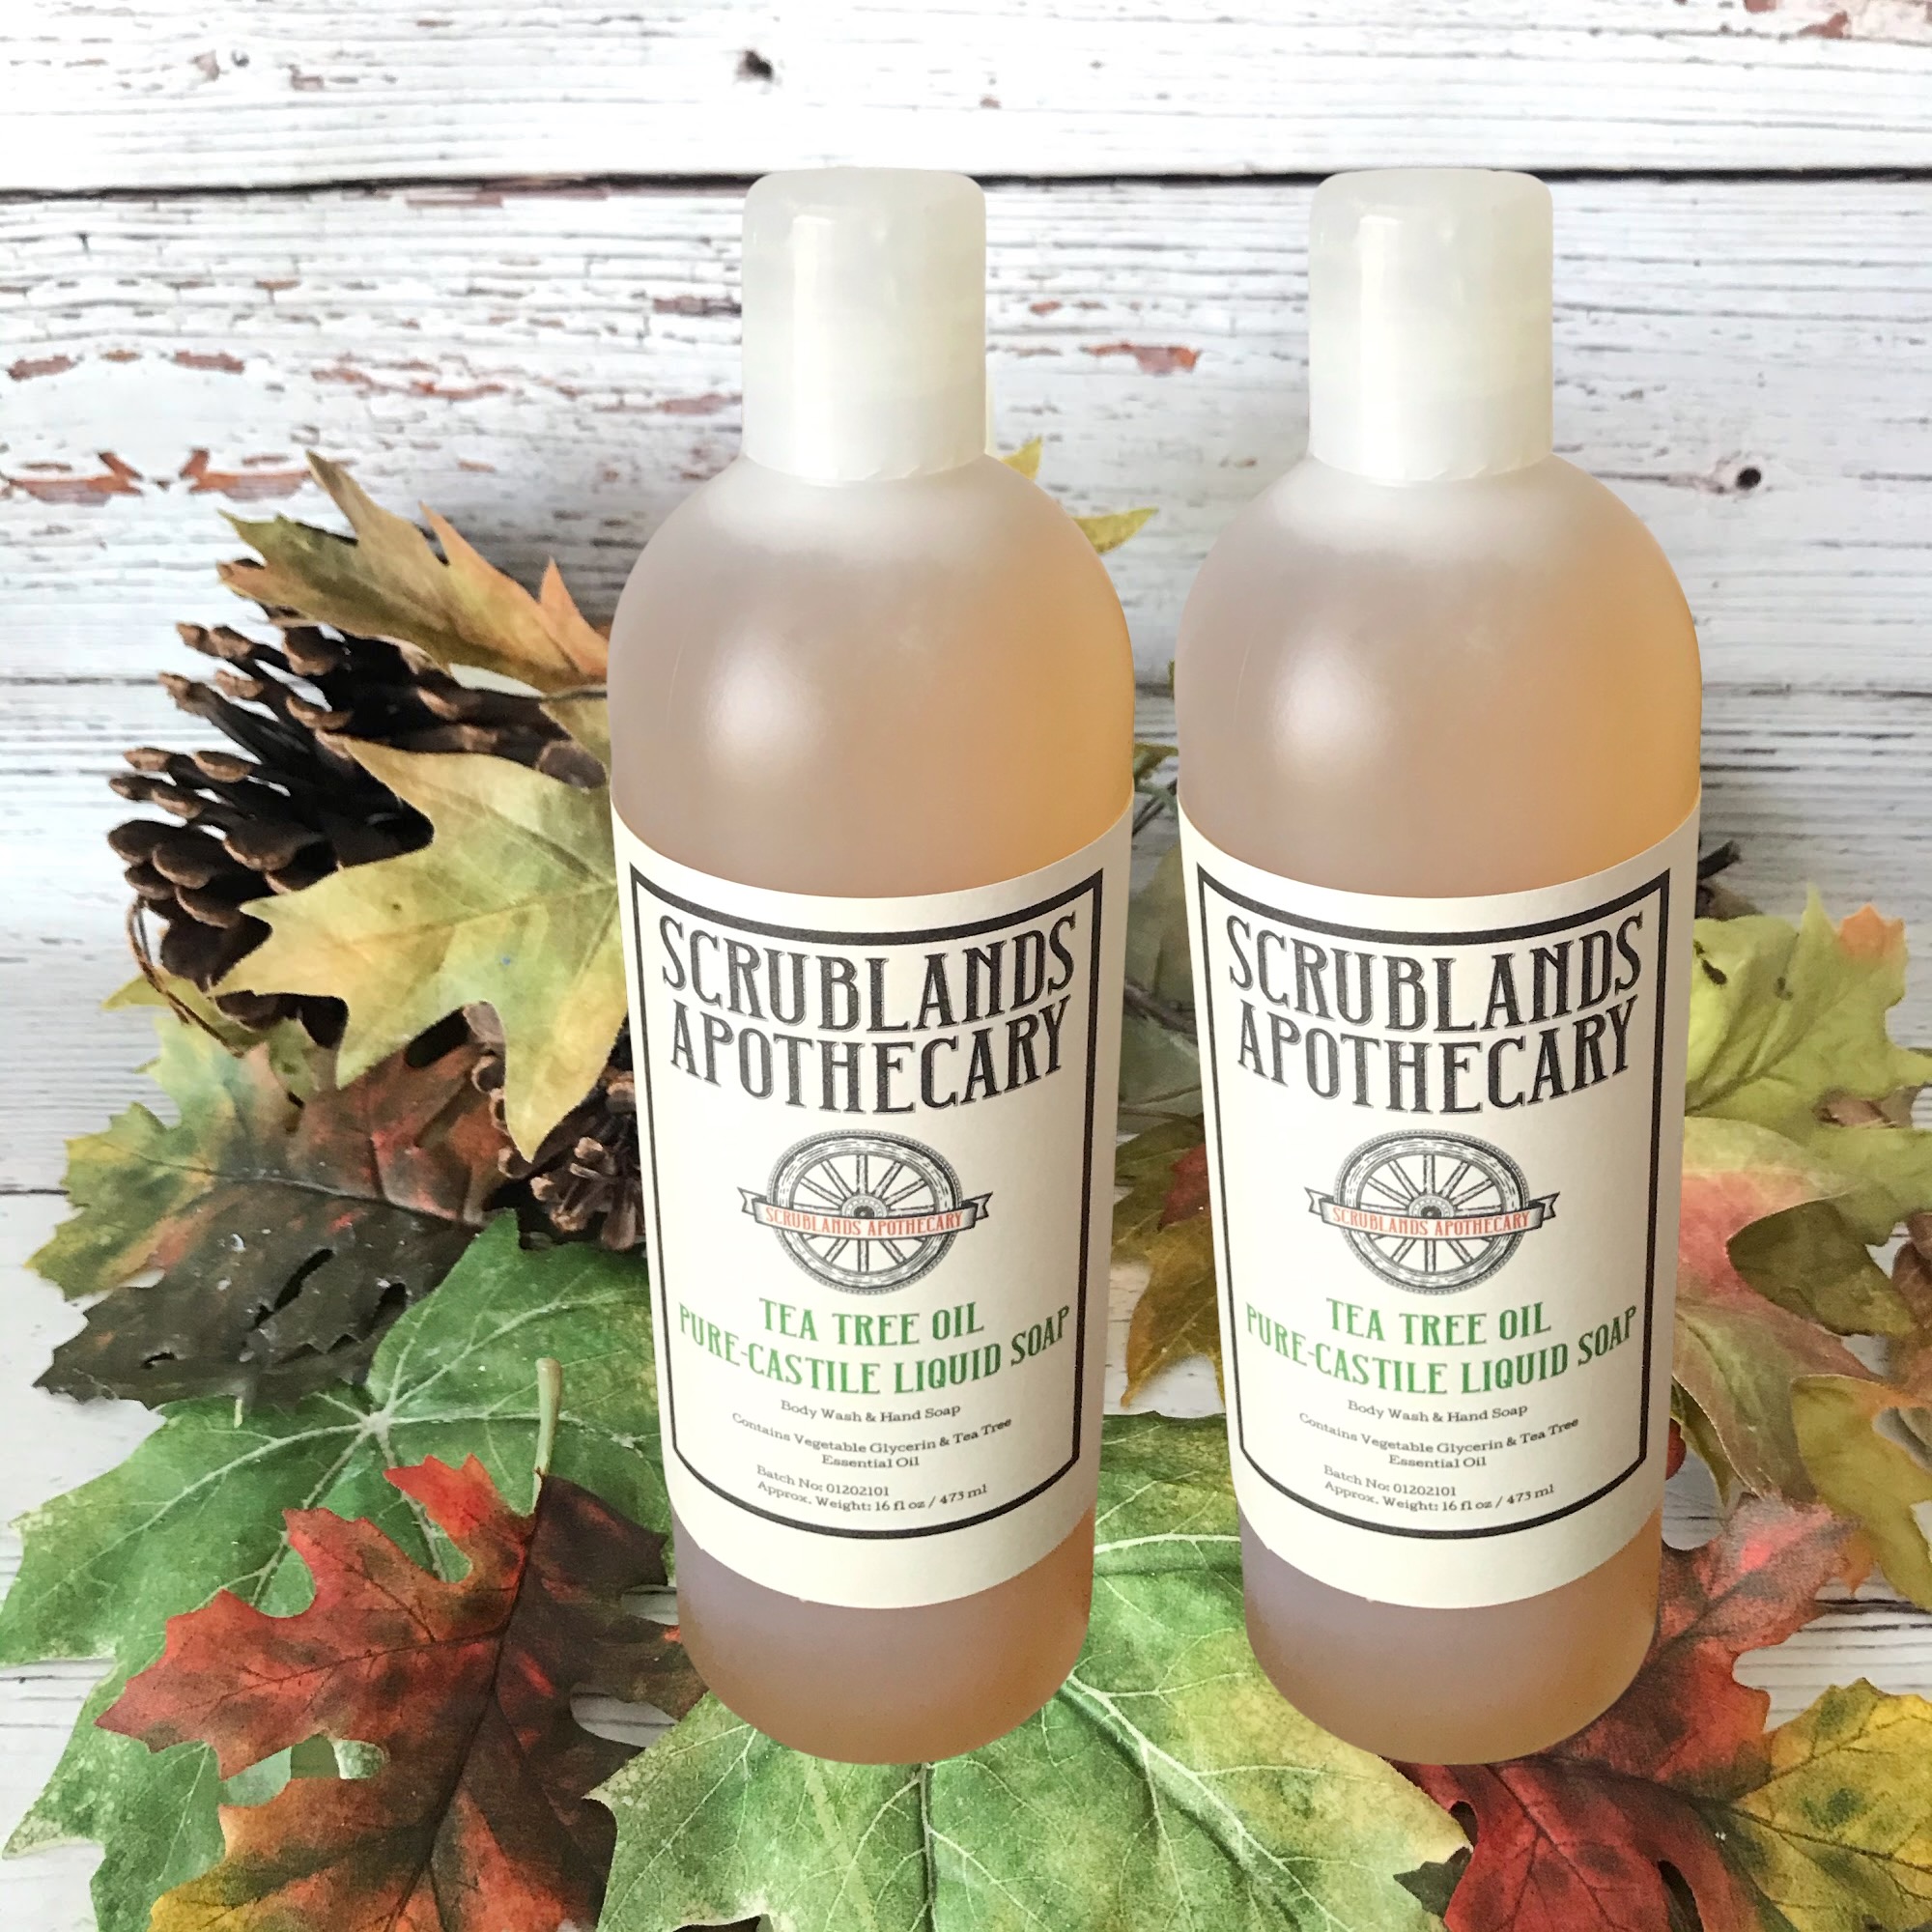 SCRUBLANDS
APOTHECARY
SCRUBLANDS APOTHECARY
TEA TREE OIL
PURE-CASTILE LIQUID SOAP
Body Wash & Hand Soap
Contains Vegetable Glycerin & Tea Tree
Essential Oil
Batch No: 01202101
Approx. Weight: 16 fl oz / 473 ml
SCRUBLANDS
APOTHECARY
SCRUBLANDS APOTHECARY
TEA TREE OIL
PURE-CASTILE LIQUID SOAP
Body Wash & Hand Soap
Contains Vegetable Glycerin & Tea Tree
Essential Oil
Batch No: 01202101
Approx. Weight: 16 fl oz / 473 ml